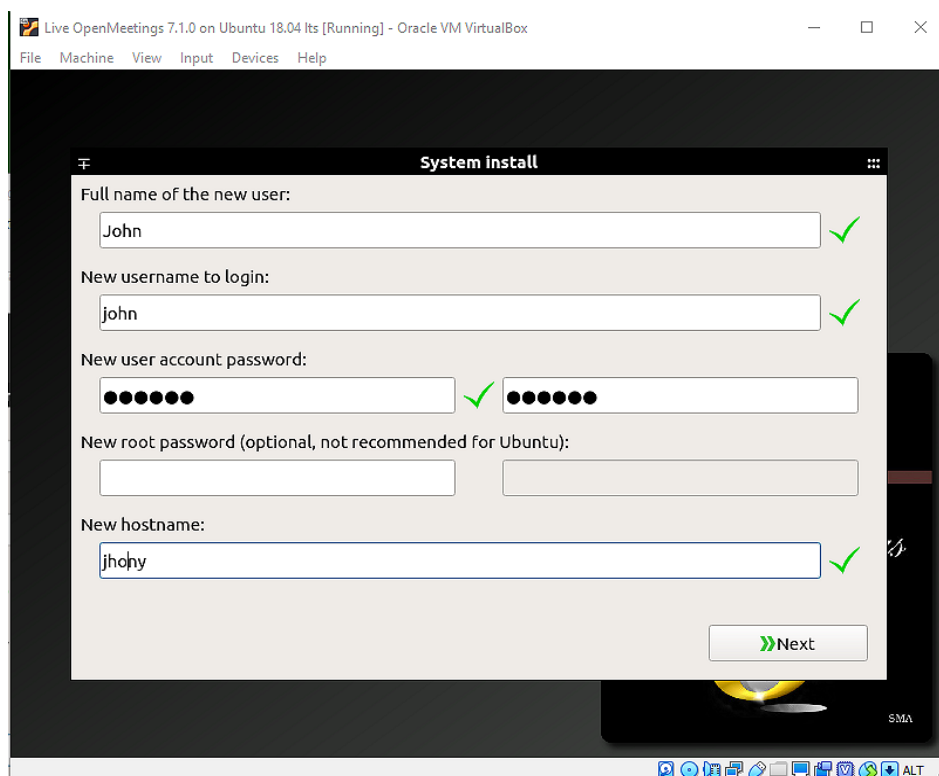 Live OpenMeetings 7.1.0 on Ubuntu 18.04 lts [Running] - Oracle VM VirtualBox
File Machine View Input Devices Help
System install
Full name of the new user:
John
New username to login:
john
New user account password:
●●●●●● ●●●●●●
New root password (optional, not recommended for Ubuntu):
New hostname:
jhony
Next
SMA
ALT